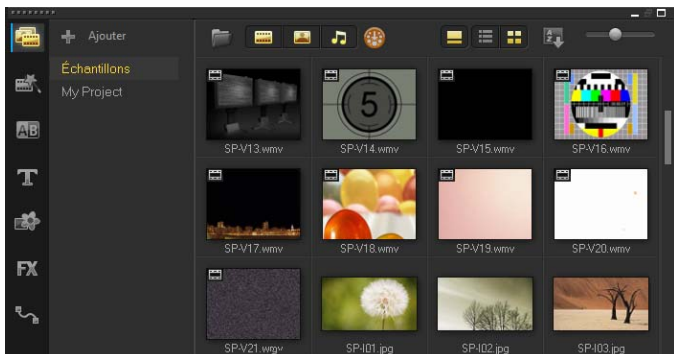 Ajouter
Échantillons
My Project
5
SP-V13.wmv SP-V14.wmv SP-V15.wmv SP-V16.wmv
SP-V17.wmv SP-V18.wmv SP-V19.wmv SP-V20.wmv
SP-V21.wmv SP-I01.jpg SP-I02.jpg SP-I03.jpg
AB
T
FX
A
Z